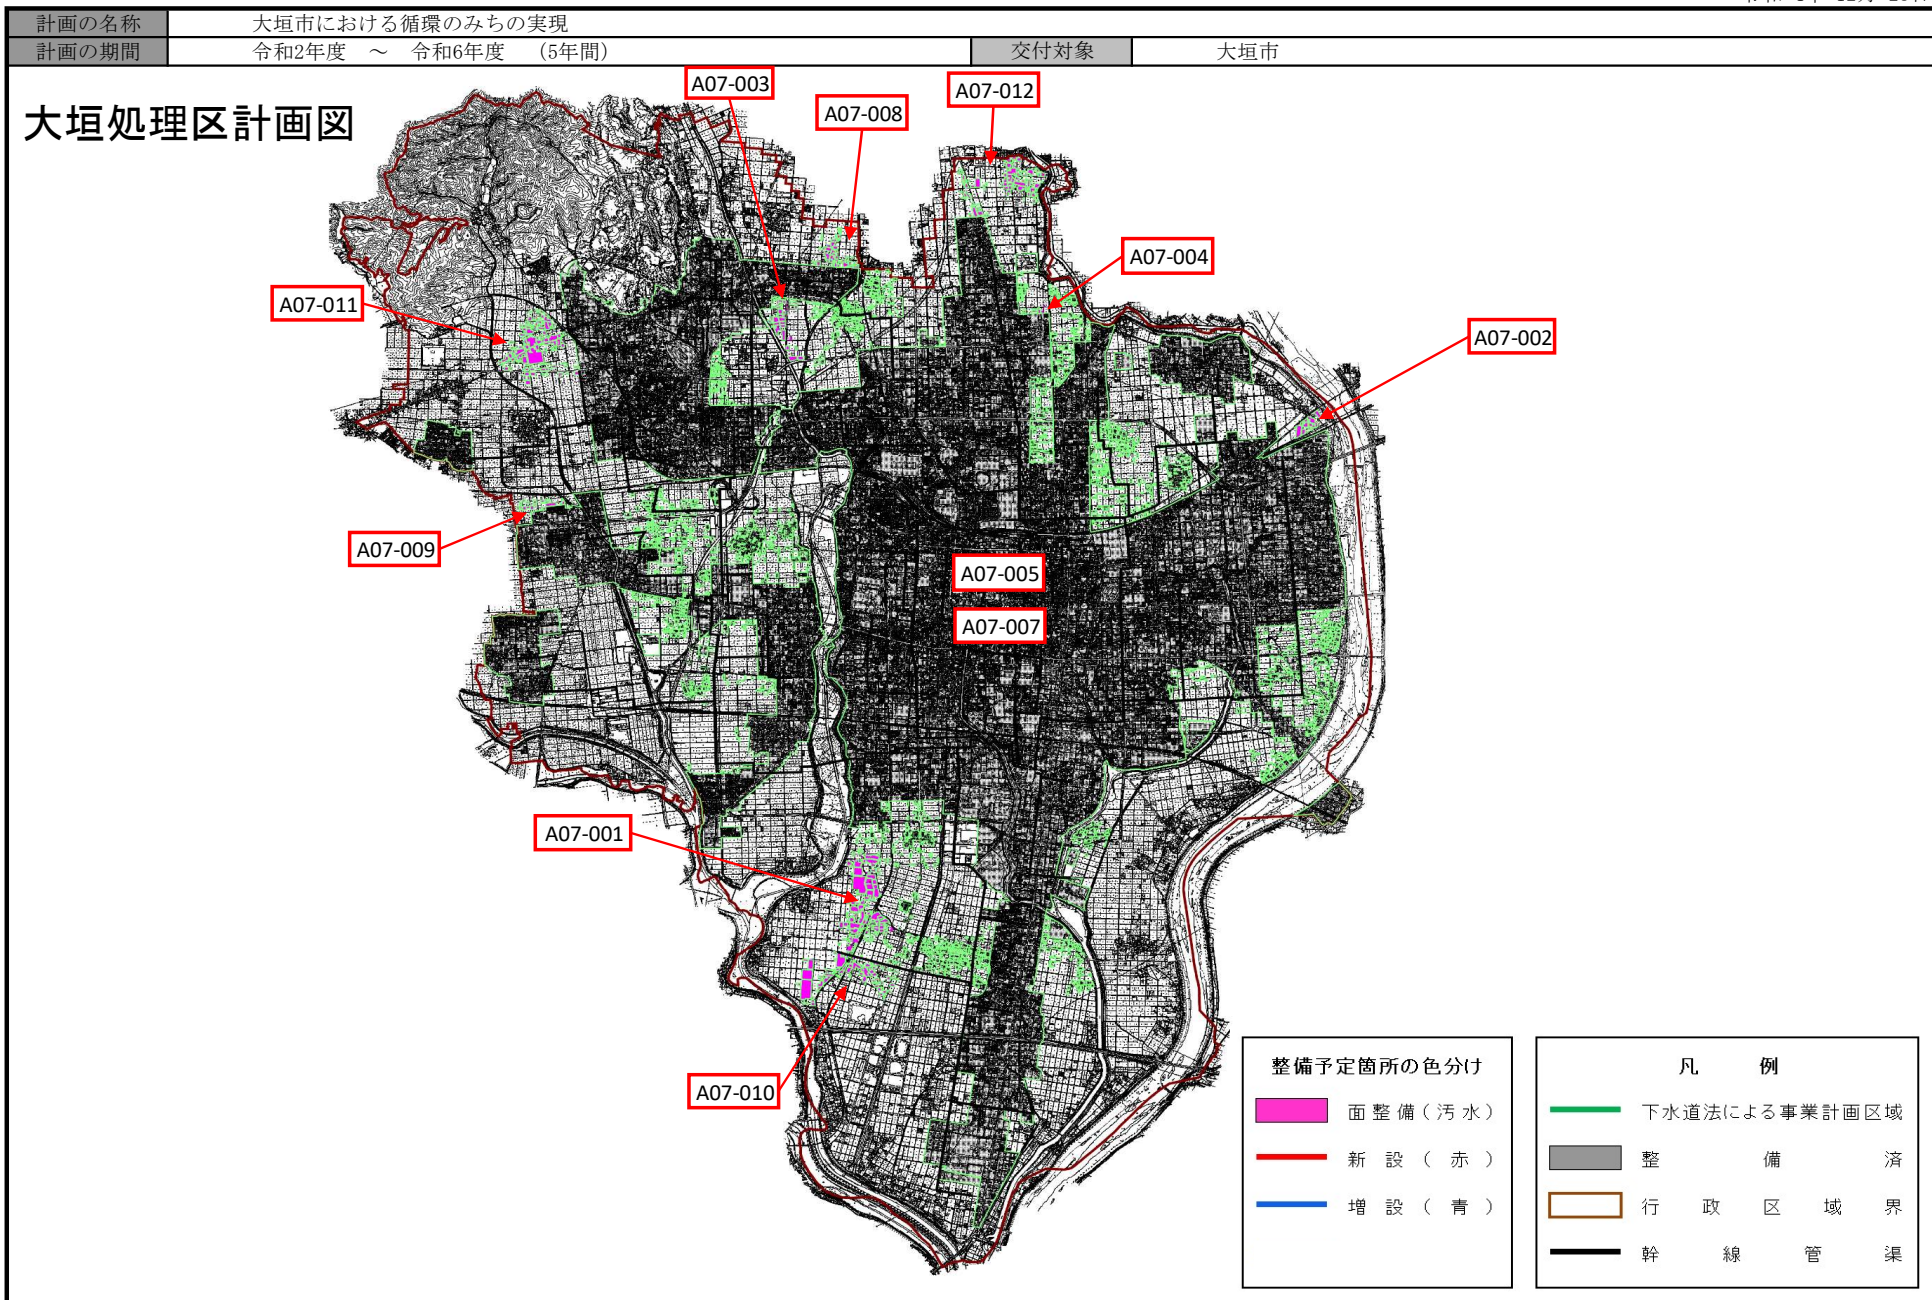 計画の名称 大垣市における循環のみちの実現
計画の期間 令和2年度 ～ 令和6年度 (5年間) 交付対象 大垣市
大垣処理区計画図
A07-003
A07-012
A07-008
A07-004
A07-011
A07-002
A07-009
A07-005
A07-007
A07-001
A07-010
整備予定箇所の色分け
面整備(汚水)
新設(赤)
増設(青)
凡例
下水道法による事業計画区域
整備済
行政区域界
幹線管渠